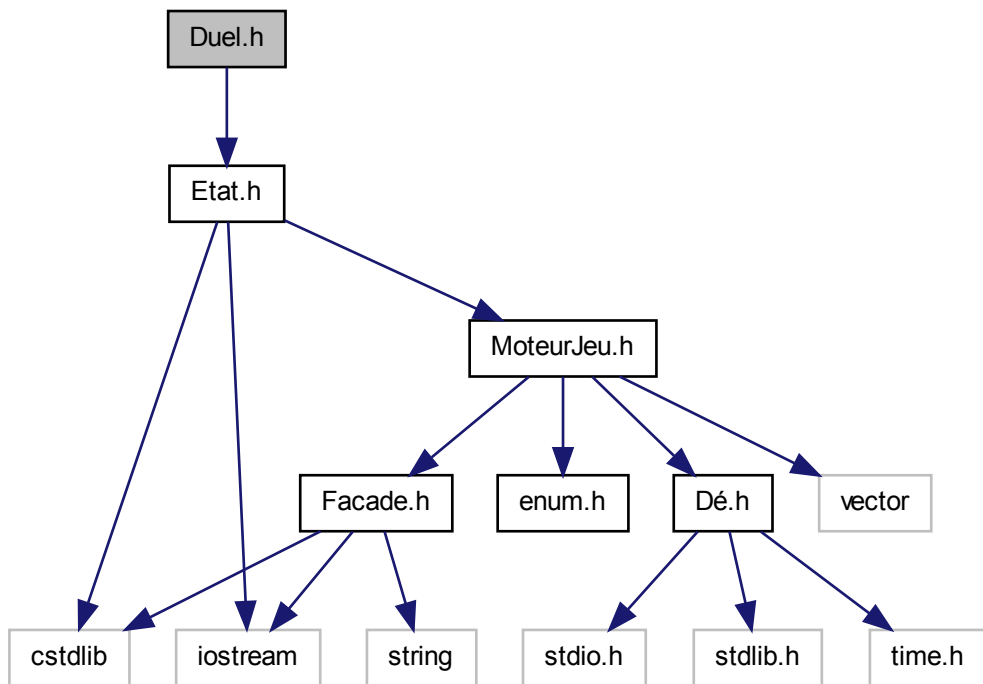 Duel.h
Etat.h
MoteurJeu.h
Facade.h
enum.h
Dé.h
vector
cstdlib
iostream
string
stdio.h
stdlib.h
time.h